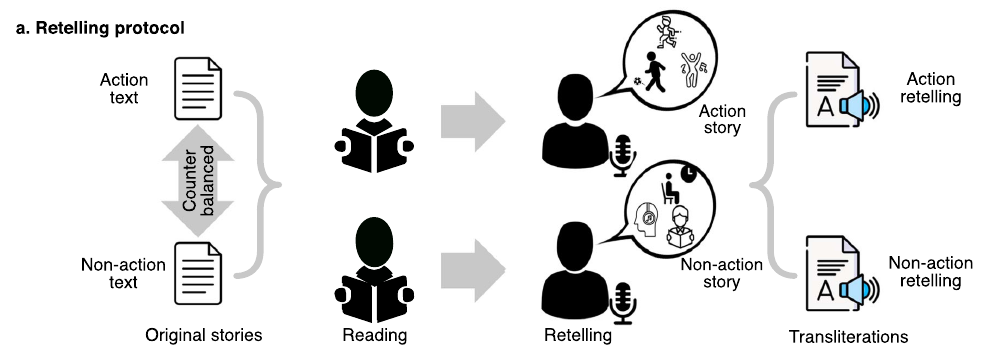 a. Retelling protocol
Action
text
Counter
balanced
Non-action
text
Original stories
Reading
Action
story
Non-action
story
Retelling
A
Action
retelling
A
Non-action
retelling
Transliterations